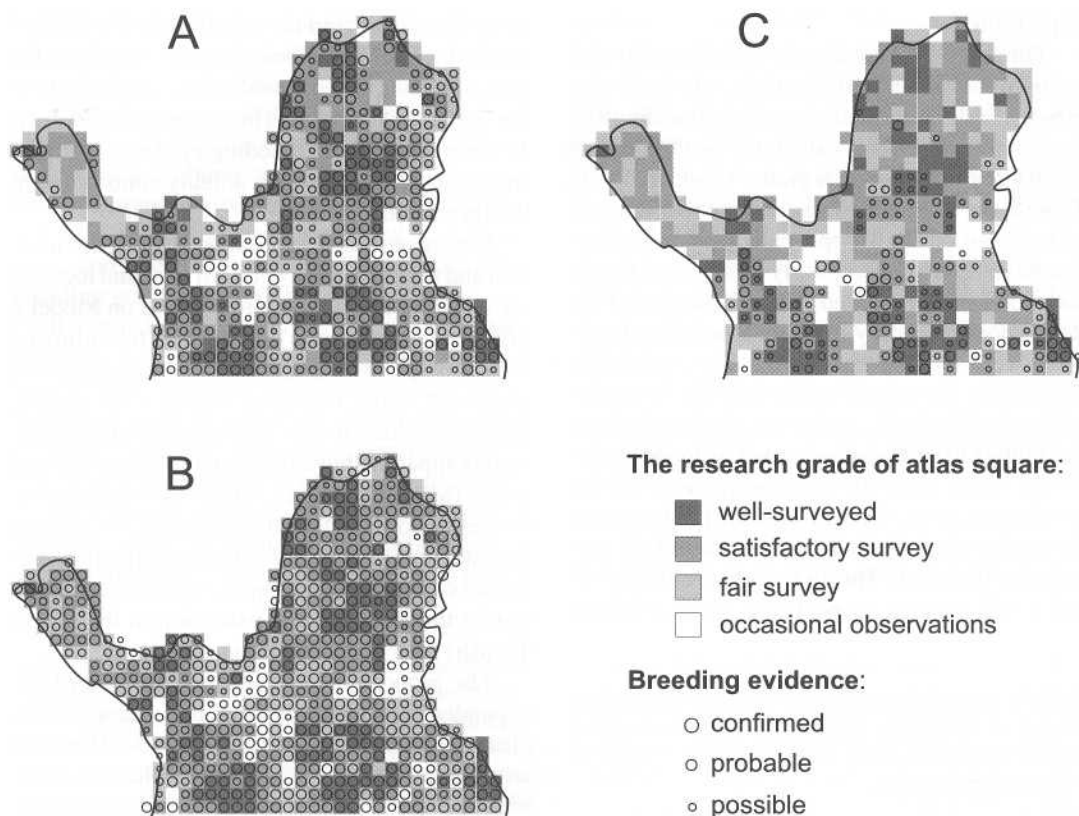 A
C
B
The research grade of atlas square:
well-surveyed
satisfactory survey
fair survey
occasional observations
Breeding evidence:
confirmed
probable
possible